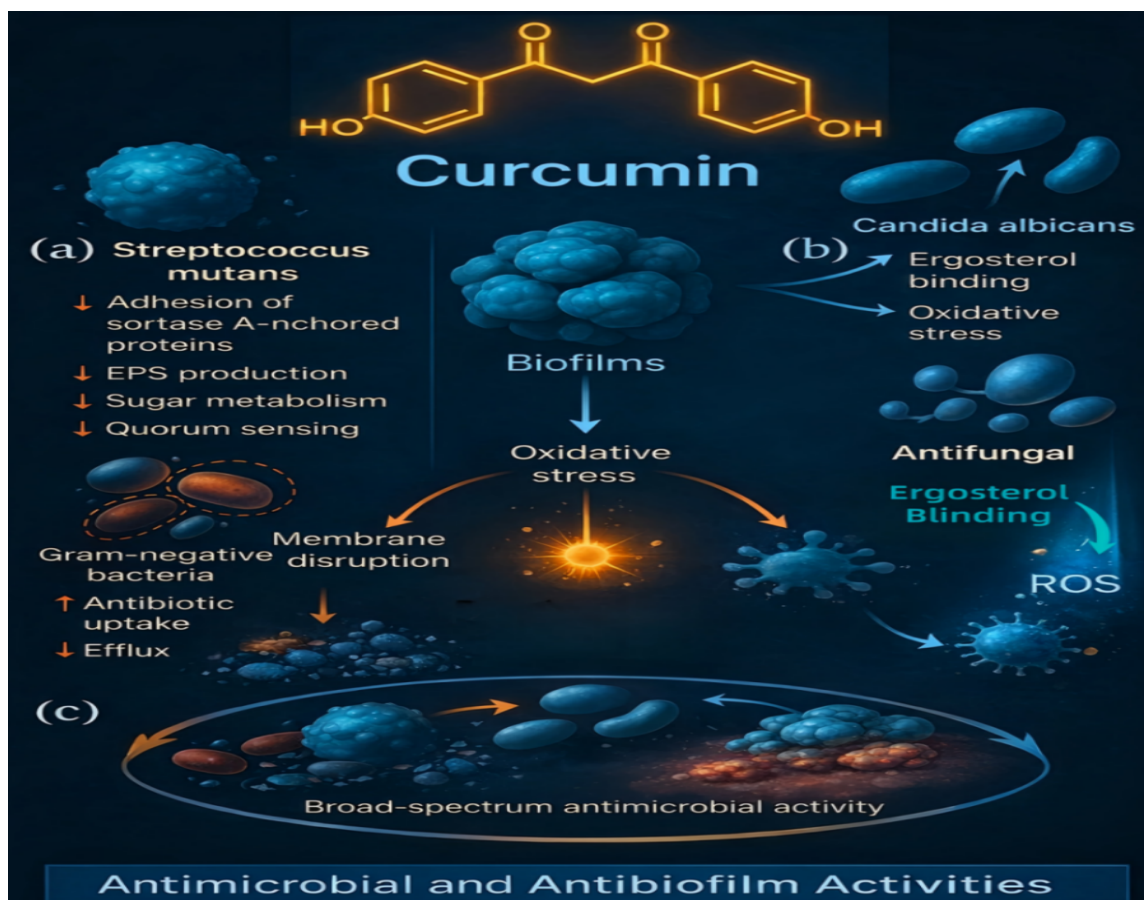 O O
HO OH
Curcumin
(a) Streptococcus
mutans
↓ Adhesion of
sortase A-nchored
proteins
↓ EPS production
↓ Sugar metabolism
↓ Quorum sensing
Gram-negative
bacteria
↑ Antibiotic
uptake
↓ Efflux
Biofilms
Oxidative
stress
Membrane
disruption
Candida albicans
(b)
Ergosterol
binding
Oxidative
stress
Antifungal
Ergosterol
Blinding
ROS
(c)
Broad-spectrum antimicrobial activity
Antimicrobial and Antibiofilm Activities